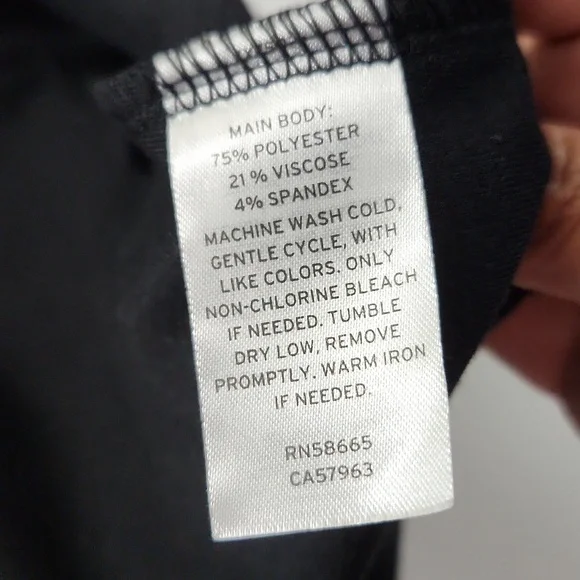 MAIN BODY:
75% POLYESTER
21% VISCOSE
4% SPANDEX
MACHINE WASH COLD,
GENTLE CYCLE, WITH
LIKE COLORS. ONLY
NON-CHLORINE BLEACH
IF NEEDED. TUMBLE
DRY LOW, REMOVE
PROMPTLY. WARM IRON
IF NEEDED.
RN58665
CA57963